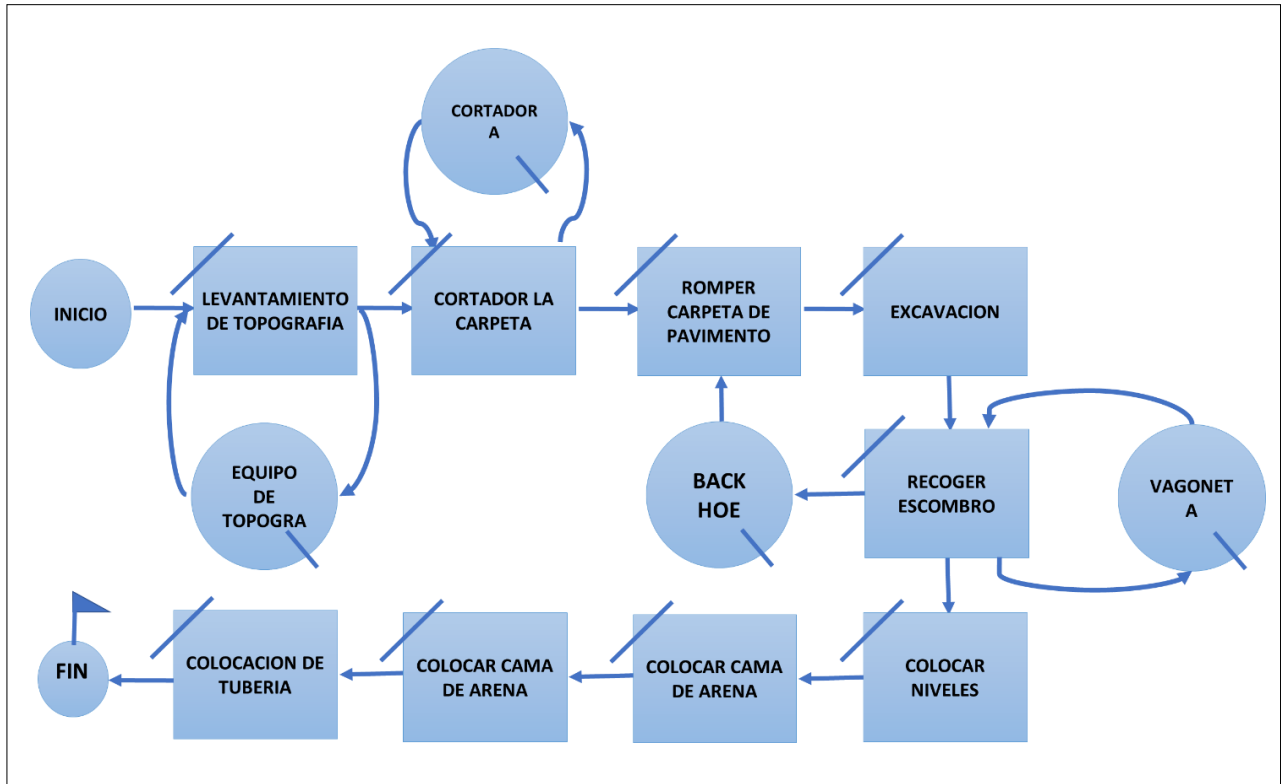 CORTADOR
A
INICIO
LEVANTAMIENTO
DE TOPOGRAFIA
CORTADOR LA
CARPETA
ROMPER
CARPETA DE
PAVIMENTO
EXCAVACION
EQUIPO
DE
TOPOGRA
BACK
HOE
RECOGER
ESCOMBRO
VAGONET
A
FIN
COLOCACION DE
TUBERIA
COLOCAR CAMA
DE ARENA
COLOCAR CAMA
DE ARENA
COLOCAR
NIVELES